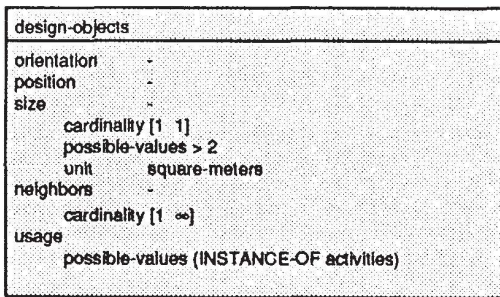 design-objects
orientation -
position -
size -
cardinality [1 1]
possible-values > 2
unit square-meters
neighbors -
cardinality [1 ∞]
usage
possible-values (INSTANCE-OF activities)